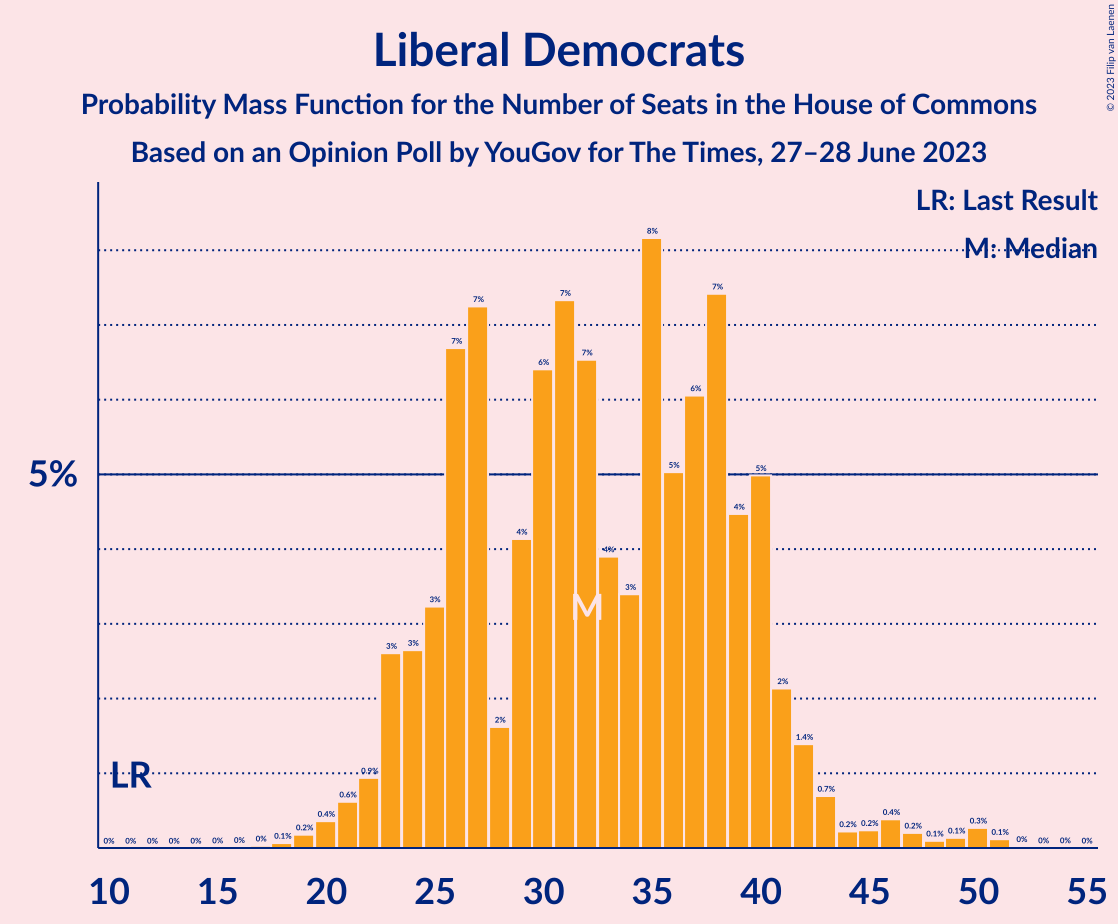 Liberal Democrats
Probability Mass Function for the Number of Seats in the House of Commons
Based on an Opinion Poll by YouGov for The Times, 27–28 June 2023
© 2023 Filip van Laenen
LR: Last Result
M: Median
5%
LR
M
0% 0% 0% 0% 0% 0% 0% 0% 0.1% 0.2% 0.4% 0.6% 0.9% 3% 3% 3% 7% 7% 2% 4% 6% 7% 7% 4% 3% 8% 5% 6% 7% 4% 5% 2% 1.4% 0.7% 0.2% 0.2% 0.4% 0.2% 0.1% 0.1% 0.3% 0.1% 0% 0% 0% 0%
10 15 20 25 30 35 40 45 50 55